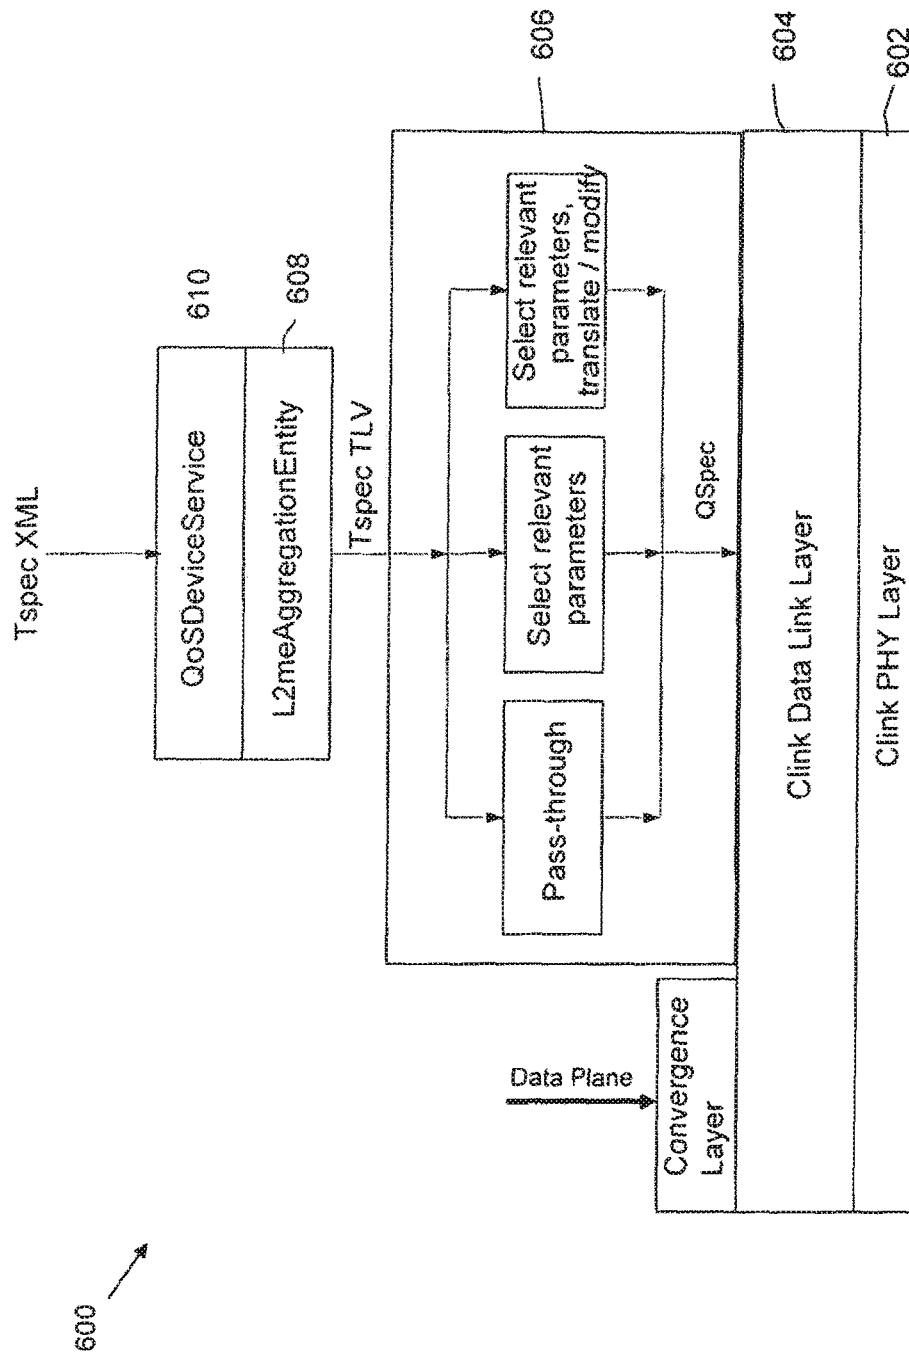 600
Tspec XML
QoSDeviceService
610
L2meAggregationEntity
608
Tspec TLV
606
Pass-through
Select relevant
parameters
Select relevant
parameters,
translate / modify
QSpec
Data Plane
Convergence
Layer
Clink Data Link Layer
604
Clink PHY Layer
602